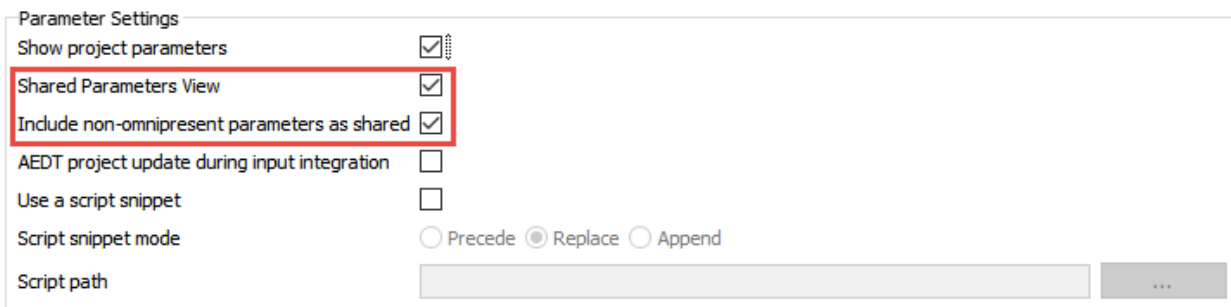 Parameter Settings
Show project parameters
Shared Parameters View
Include non-omnipresent parameters as shared
AEDT project update during input integration
Use a script snippet
Script snippet mode Precede Replace Append
Script path ...